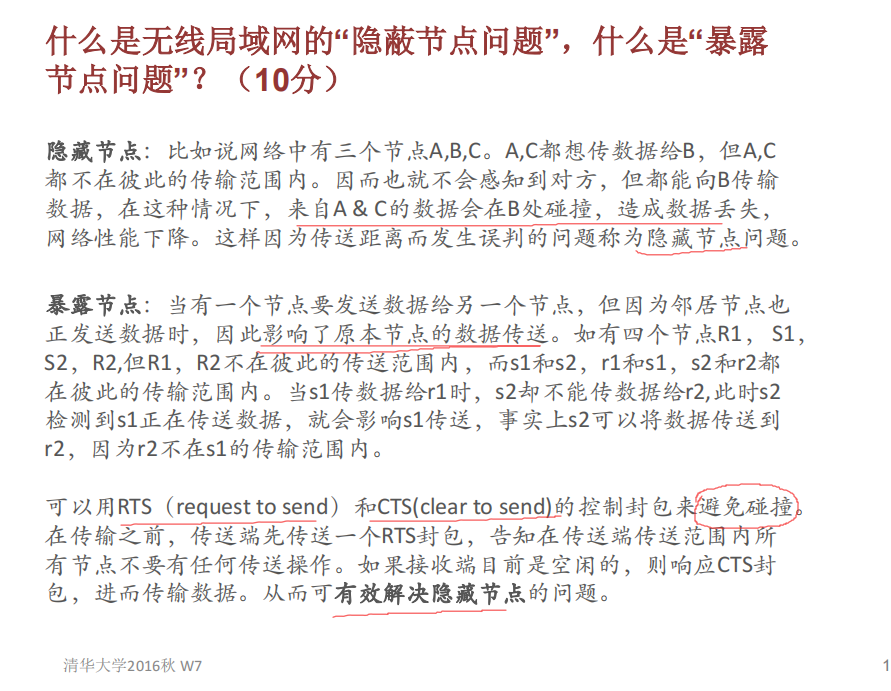 什么是无线局域网的“隐蔽节点问题”，什么是“暴露
节点问题”？（10分）
隐藏节点：比如说网络中有三个节点A,B,C。A,C都想传数据给B，但A,C
都不在彼此的传输范围内。因而也就不会感知到对方，但都能向B传输
数据，在这种情况下，来自A & C的数据会在B处碰撞，造成数据丢失，
网络性能下降。这样因为传送距离而发生误判的问题称为隐藏节点问题。
暴露节点：当有一个节点要发送数据给另一个节点，但因为邻居节点也
正发送数据时，因此影响了原本节点的数据传送。如有四个节点R1，S1，
S2，R2,但R1，R2不在彼此的传送范围内，而s1和s2，r1和s1，s2和r2都
在彼此的传输范围内。当s1传数据给r1时，s2却不能传数据给r2,此时s2
检测到s1正在传送数据，就会影响s1传送，事实上s2可以将数据传送到
r2，因为r2不在s1的传输范围内。
可以用RTS（request to send）和CTS(clear to send)的控制封包来避免碰撞。
在传输之前，传送端先传送一个RTS封包，告知在传送端传送范围内所
有节点不要有任何传送操作。如果接收端目前是空闲的，则响应CTS封
包，进而传输数据。从而可有效解决隐藏节点的问题。
清华大学2016秋 W7
1